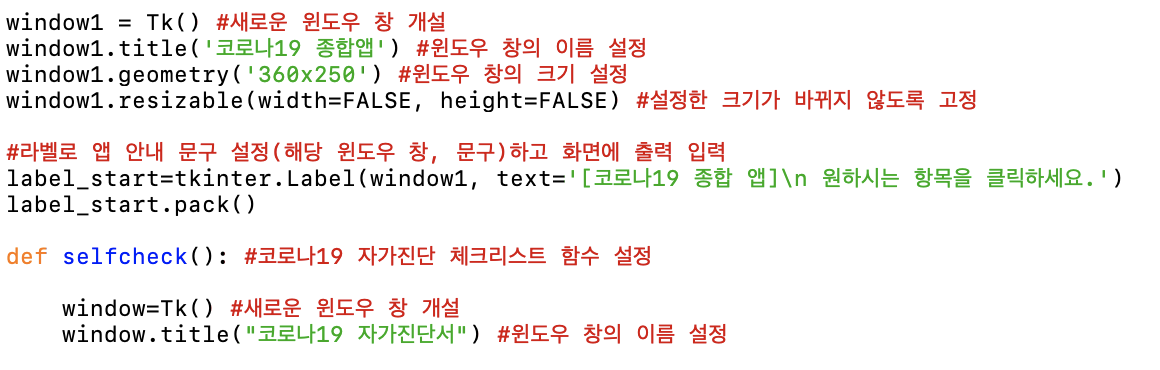 window1 = Tk() #새로운 윈도우 창 개설
window1.title('코로나19 종합앱') #윈도우 창의 이름 설정
window1.geometry('360x250') #윈도우 창의 크기 설정
window1.resizable(width=FALSE, height=FALSE) #설정한 크기가 바뀌지 않도록 고정
#라벨로 앱 안내 문구 설정(해당 윈도우 창, 문구)하고 화면에 출력 입력
label_start=tkinter.Label(window1, text='[코로나19 종합 앱]\n 원하시는 항목을 클릭하세요.')
label_start.pack()
def selfcheck(): #코로나19 자가진단 체크리스트 함수 설정
    window=Tk() #새로운 윈도우 창 개설
    window.title("코로나19 자가진단서") #윈도우 창의 이름 설정